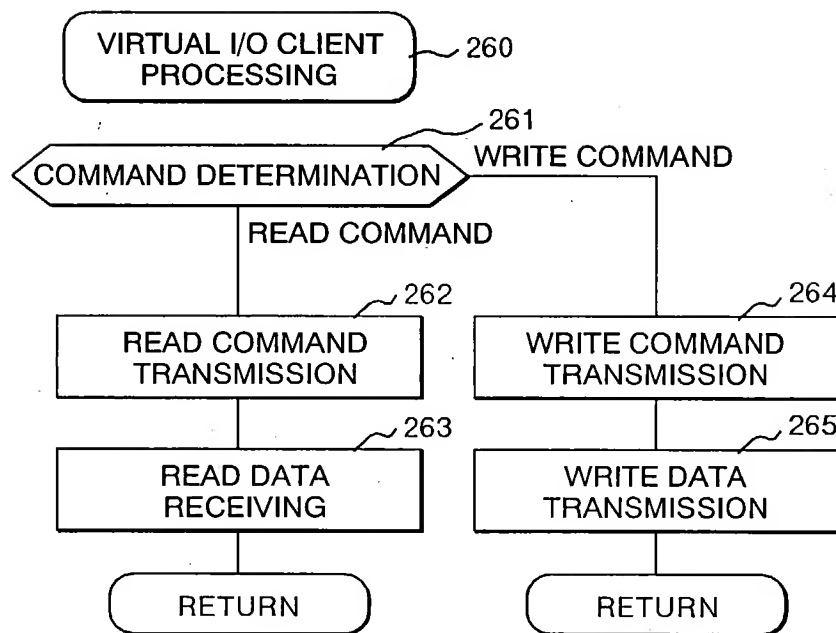 VIRTUAL I/O CLIENT
PROCESSING
260
261
COMMAND DETERMINATION
WRITE COMMAND
READ COMMAND
262
READ COMMAND
TRANSMISSION
264
WRITE COMMAND
TRANSMISSION
263
READ DATA
RECEIVING
265
WRITE DATA
TRANSMISSION
RETURN
RETURN